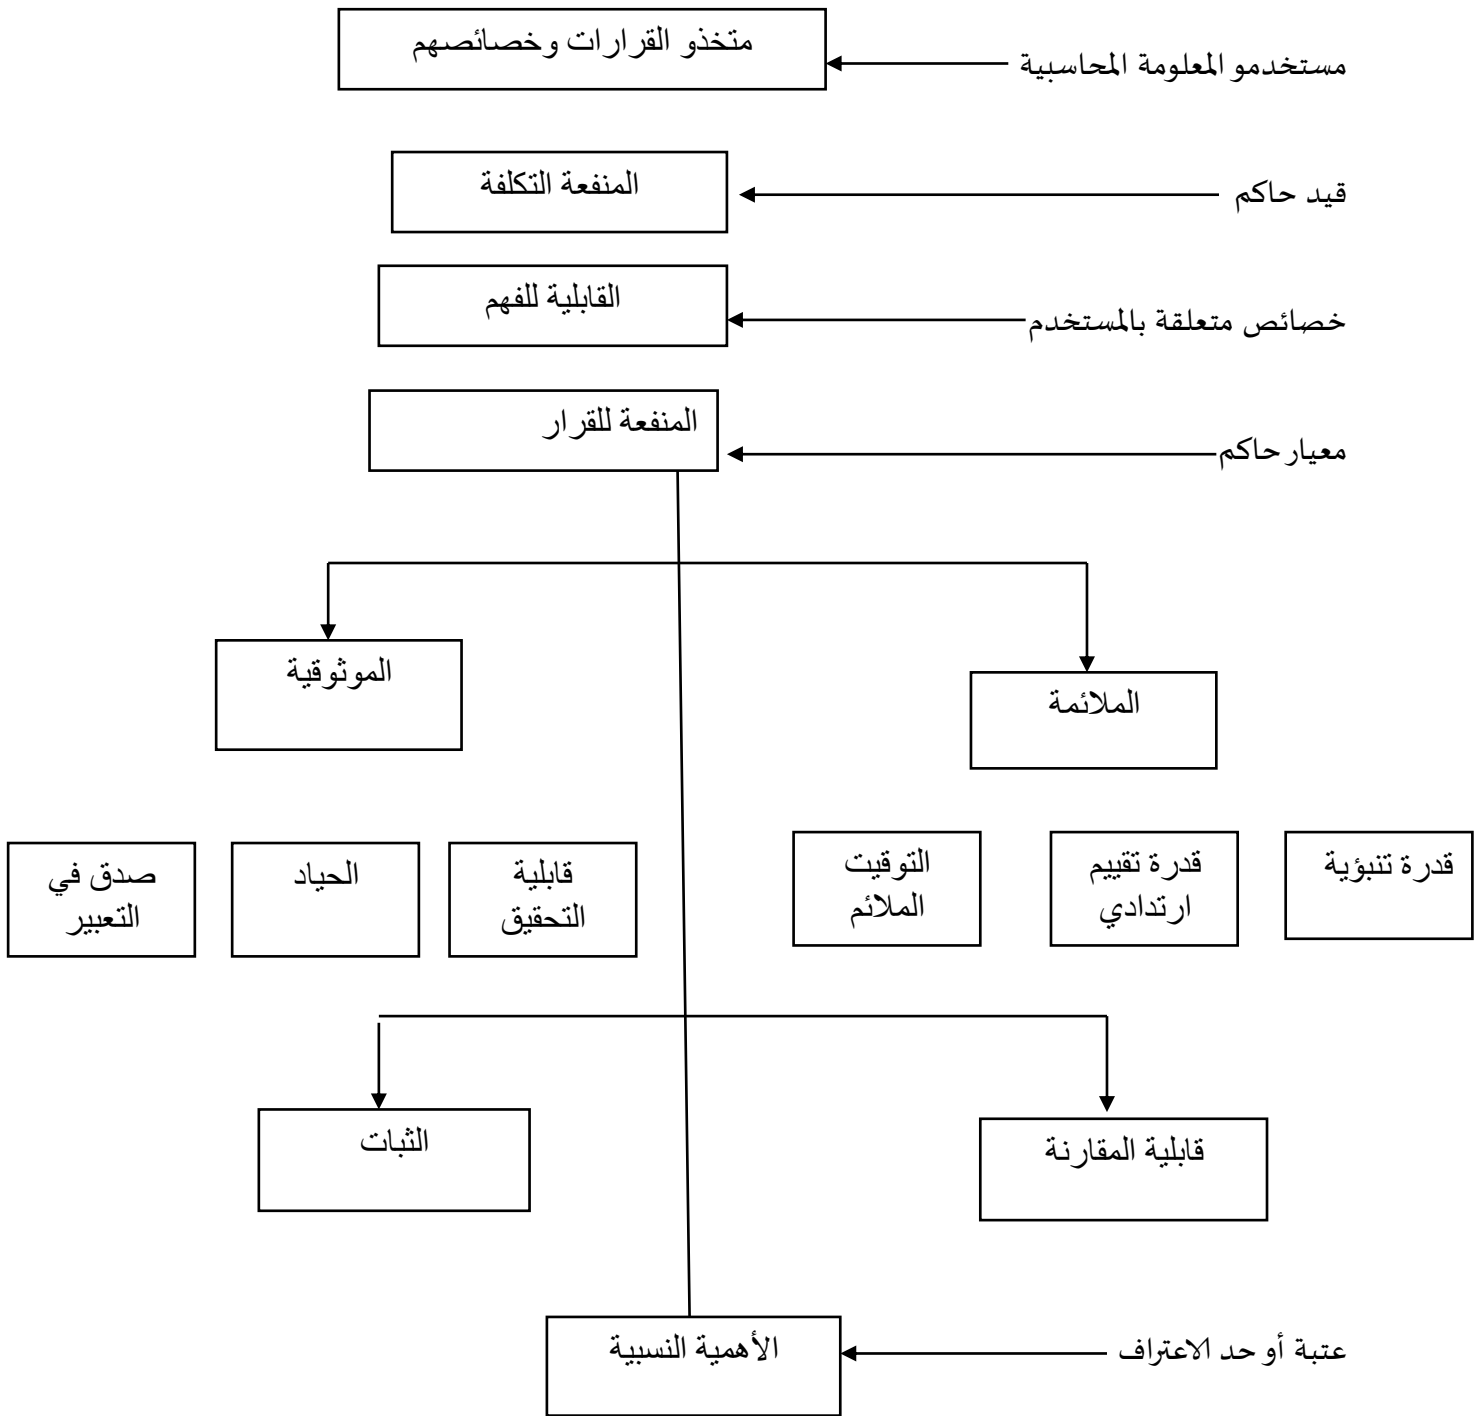 متخذو القرارات وخصائصهم
مستخدمو المعلومة المحاسبية
المنفعة التكلفة
قيد حاكم
القابلية للفهم
خصائص متعلقة بالمستخدم
المنفعة للقرار
معيار حاكم
الموثوقية
الملائمة
قدرة تنبؤية
قدرة تقييم
ارتدادي
التوقيت
الملائم
قابلية
التحقيق
الحياد
صدق في
التعبير
قابلية المقارنة
الثبات
الأهمية النسبية
عتبة أو حد الاعتراف